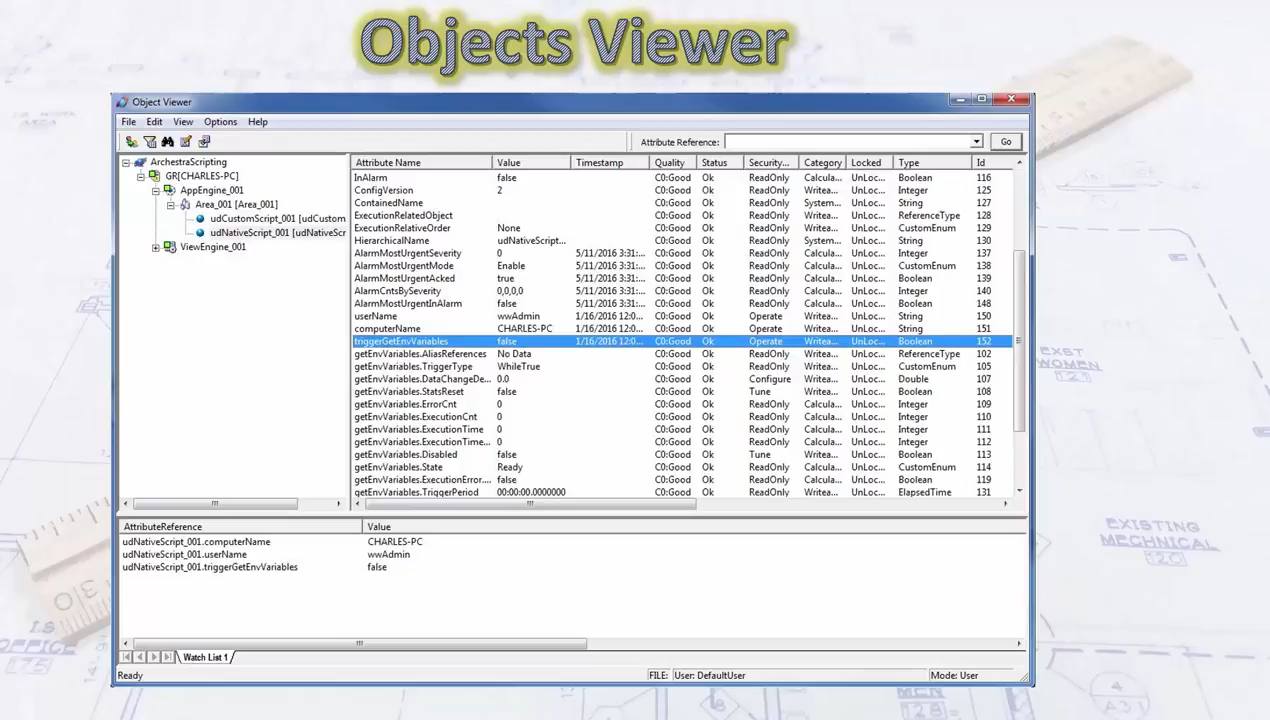 Objects Viewer
Object Viewer
File Edit View Options Help
Attribute Reference: Go
ArchestraScripting
GR[CHARLES-PC]
AppEngine_001
Area_001 [Area_001]
udCustomScript_001 [udCustom
udNativeScript_001 [udNativeScr
ViewEngine_001
Attribute Name Value Timestamp Quality Status Security... Category Locked Type Id
InAlarm false C0:Good Ok ReadOnly Calcula... UnLoc... Boolean 116
ConfigVersion 2 C0:Good Ok ReadOnly Writea... UnLoc... Integer 125
ContainedName C0:Good Ok ReadOnly System... UnLoc... String 127
ExecutionRelatedObject C0:Good Ok ReadOnly Writea... UnLoc... ReferenceType 128
ExecutionRelativeOrder None C0:Good Ok ReadOnly Writea... UnLoc... CustomEnum 129
HierarchicalName udNativeScript... C0:Good Ok ReadOnly System... UnLoc... String 130
AlarmMostUrgentSeverity 0 5/11/2016 3:31:... C0:Good Ok ReadOnly Calcula... UnLoc... Integer 137
AlarmMostUrgentMode Enable 5/11/2016 3:31:... C0:Good Ok ReadOnly Calcula... UnLoc... CustomEnum 138
AlarmMostUrgentAcked true 5/11/2016 3:31:... C0:Good Ok ReadOnly Calcula... UnLoc... Boolean 139
AlarmCntsBySeverity 0,0,0,0 5/11/2016 3:31:... C0:Good Ok ReadOnly Calcula... UnLoc... Integer 140
AlarmMostUrgentInAlarm false 5/11/2016 3:31:... C0:Good Ok ReadOnly Calcula... UnLoc... Boolean 148
userName wwAdmin 1/16/2016 12:0... C0:Good Ok Operate Writea... UnLoc... String 150
computerName CHARLES-PC 1/16/2016 12:0... C0:Good Ok Operate Writea... UnLoc... String 151
triggerGetEnvVariables false 1/16/2016 12:0... C0:Good Ok Operate Writea... UnLoc... Boolean 152
getEnvVariables.AliasReferences No Data C0:Good Ok ReadOnly Writea... UnLoc... ReferenceType 102
getEnvVariables.TriggerType WhileTrue C0:Good Ok ReadOnly Writea... UnLoc... CustomEnum 105
getEnvVariables.DataChangeDe... 0.0 C0:Good Ok Configure Writea... UnLoc... Double 107
getEnvVariables.StatsReset false C0:Good Ok Tune Writea... UnLoc... Boolean 108
getEnvVariables.ErrorCnt 0 C0:Good Ok ReadOnly Calcula... UnLoc... Integer 109
getEnvVariables.ExecutionCnt 0 C0:Good Ok ReadOnly Calcula... UnLoc... Integer 110
getEnvVariables.ExecutionTime 0 C0:Good Ok ReadOnly Calcula... UnLoc... Integer 111
getEnvVariables.ExecutionTime... 0 C0:Good Ok ReadOnly Calcula... UnLoc... Integer 112
getEnvVariables.Disabled false C0:Good Ok Tune Writea... UnLoc... Boolean 113
getEnvVariables.State Ready C0:Good Ok ReadOnly Calcula... UnLoc... CustomEnum 114
getEnvVariables.ExecutionError.... false C0:Good Ok ReadOnly Calcula... UnLoc... Boolean 119
getEnvVariables.TriggerPeriod 00:00:00.0000000 C0:Good Ok ReadOnly Writea... UnLoc... ElapsedTime 131
AttributeReference Value
udNativeScript_001.computerName CHARLES-PC
udNativeScript_001.userName wwAdmin
udNativeScript_001.triggerGetEnvVariables false
Watch List 1
Ready FILE: User: DefaultUser Mode: User
EXST
WOMEN
121
EXISTING
MECHNICAL
120
OFFICE
175
4
A31
30